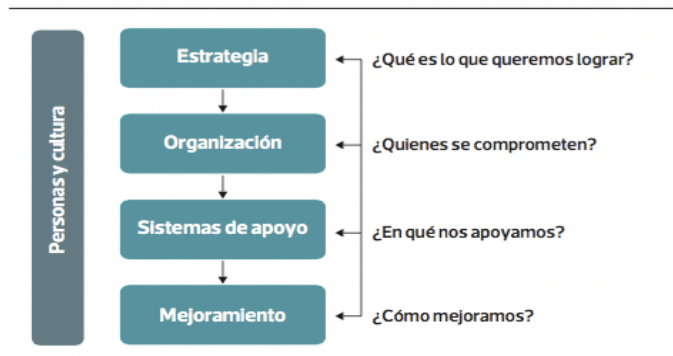 Personas y cultura
Estrategia
¿Qué es lo que queremos lograr?
Organización
¿Quienes se comprometen?
Sistemas de apoyo
¿En qué nos apoyamos?
Mejoramiento
¿Cómo mejoramos?